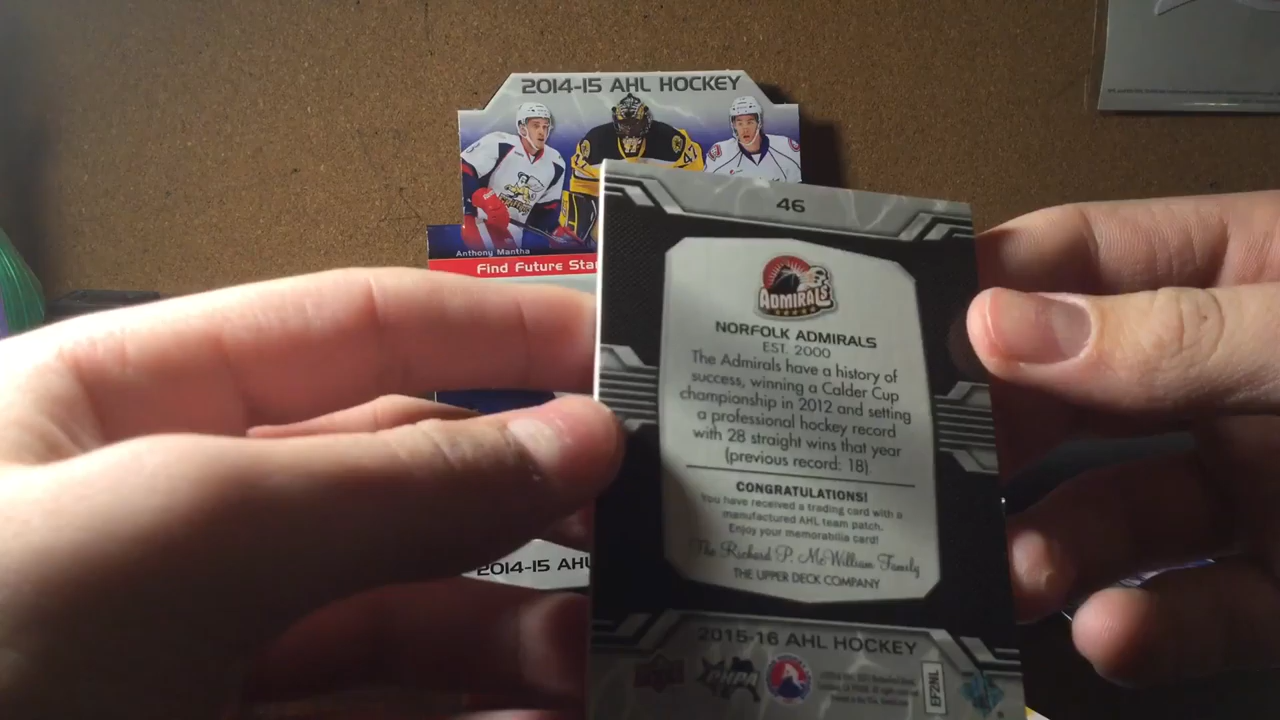 2014-15 AHL HOCKEY
47
Anthony Mantha
Find Future Sta
46
ADMIRALS
NORFOLK ADMIRALS
EST. 2000
The Admirals have a history of
success, winning a Calder Cup
championship in 2012 and setting
a professional hockey record
with 28 straight wins that year
(previous record: 18)
CONGRATULATIONS!
You have received a trading card with a
manufactured AHL team patch.
Enjoy your memorabilia card!
The Richard P. McWilliam Family
THE UPPER DECK COMPANY
2014-15 AHL
2015-16 AHL HOCKEY
PHPA
EF2NL